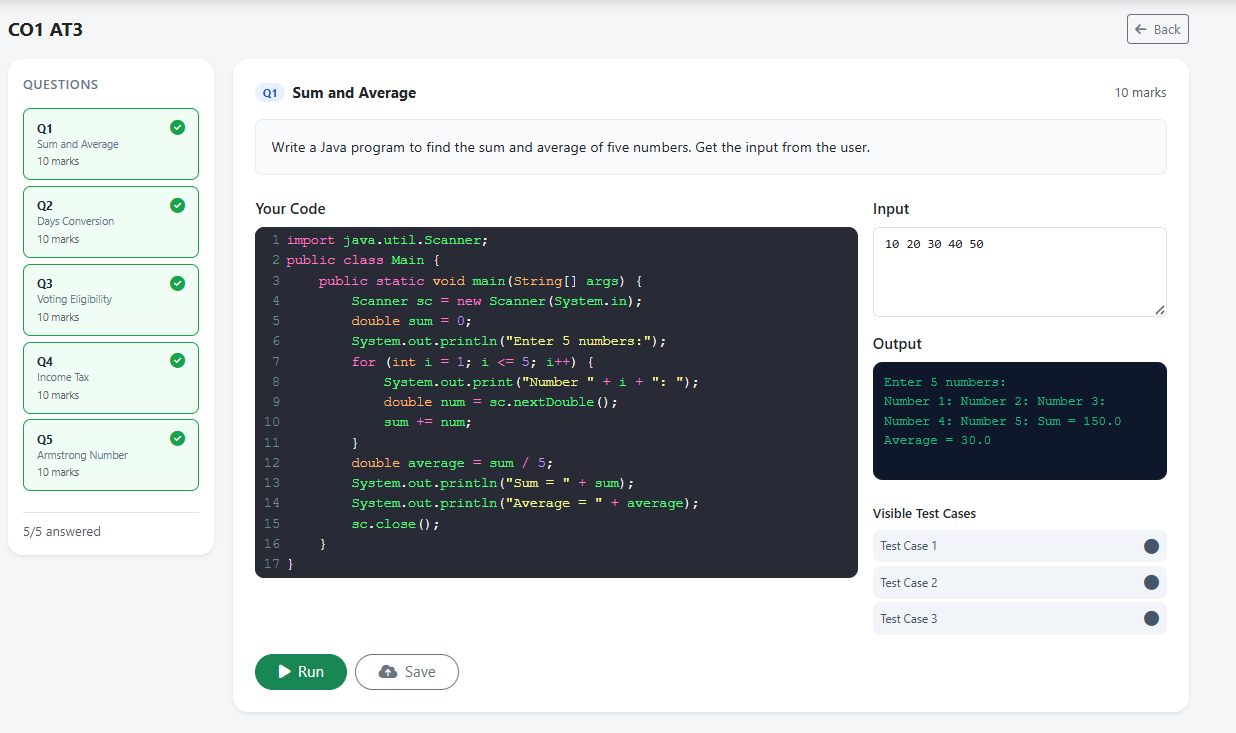 CO1 AT3
Back
QUESTIONS
Q1
Sum and Average
10 marks
Q2
Days Conversion
10 marks
Q3
Voting Eligibility
10 marks
Q4
Income Tax
10 marks
Q5
Armstrong Number
10 marks
5/5 answered
Q1 Sum and Average
10 marks
Write a Java program to find the sum and average of five numbers. Get the input from the user.
Your Code
1 import java.util.Scanner;
2 public class Main {
3     public static void main(String[] args) {
4         Scanner sc = new Scanner(System.in);
5         double sum = 0;
6         System.out.println("Enter 5 numbers:");
7         for (int i = 1; i <= 5; i++) {
8             System.out.print("Number " + i + ": ");
9             double num = sc.nextDouble();
10             sum += num;
11         }
12         double average = sum / 5;
13         System.out.println("Sum = " + sum);
14         System.out.println("Average = " + average);
15         sc.close();
16     }
17 }
Input
10 20 30 40 50
Output
Enter 5 numbers:
Number 1: Number 2: Number 3:
Number 4: Number 5: Sum = 150.0
Average = 30.0
Visible Test Cases
Test Case 1
Test Case 2
Test Case 3
Run
Save